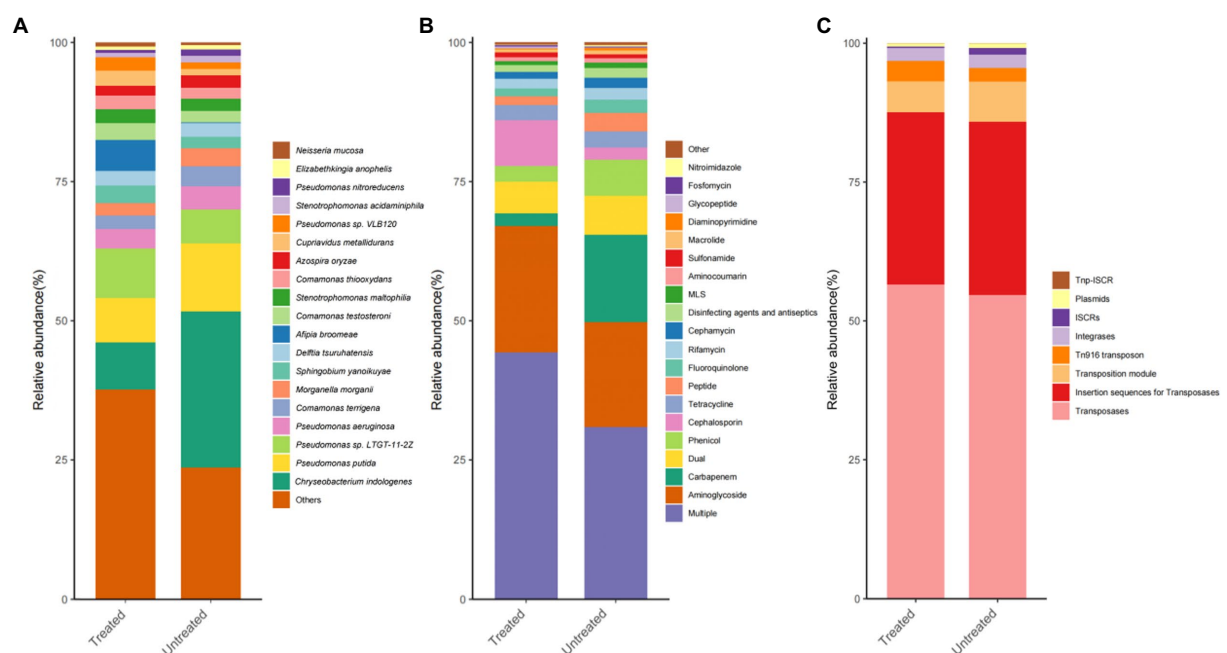 A
Relative abundance(%)
100
75
50
25
0
Treated
Untreated
Neisseria mucosa
Elizabethkingia anophelis
Pseudomonas nitroreducens
Stenotrophomonas acidaminiphila
Pseudomonas sp. VLB120
Cupriavidus metallidurans
Azospira oryzae
Comamonas thiooxydans
Stenotrophomonas maltophilia
Comamonas testosteroni
Afipia broomeae
Delftia tsuruhatensis
Sphingobium yanoikuyae
Morganella morganii
Comamonas terrigena
Pseudomonas aeruginosa
Pseudomonas sp. LTGT-11-2Z
Pseudomonas putida
Chryseobacterium indologenes
Others
B
Relative abundance(%)
100
75
50
25
0
Treated
Untreated
Other
Nitroimidazole
Fosfomycin
Glycopeptide
Diaminopyrimidine
Macrolide
Sulfonamide
Aminocoumarin
MLS
Disinfecting agents and antiseptics
Cephamycin
Rifamycin
Fluoroquinolone
Peptide
Tetracycline
Cephalosporin
Phenicol
Dual
Carbapenem
Aminoglycoside
Multiple
C
Relative abundance(%)
100
75
50
25
0
Treated
Untreated
Tnp-ISCR
Plasmids
ISCRs
Integrases
Tn916 transposon
Transposition module
Insertion sequences for Transposases
Transposases